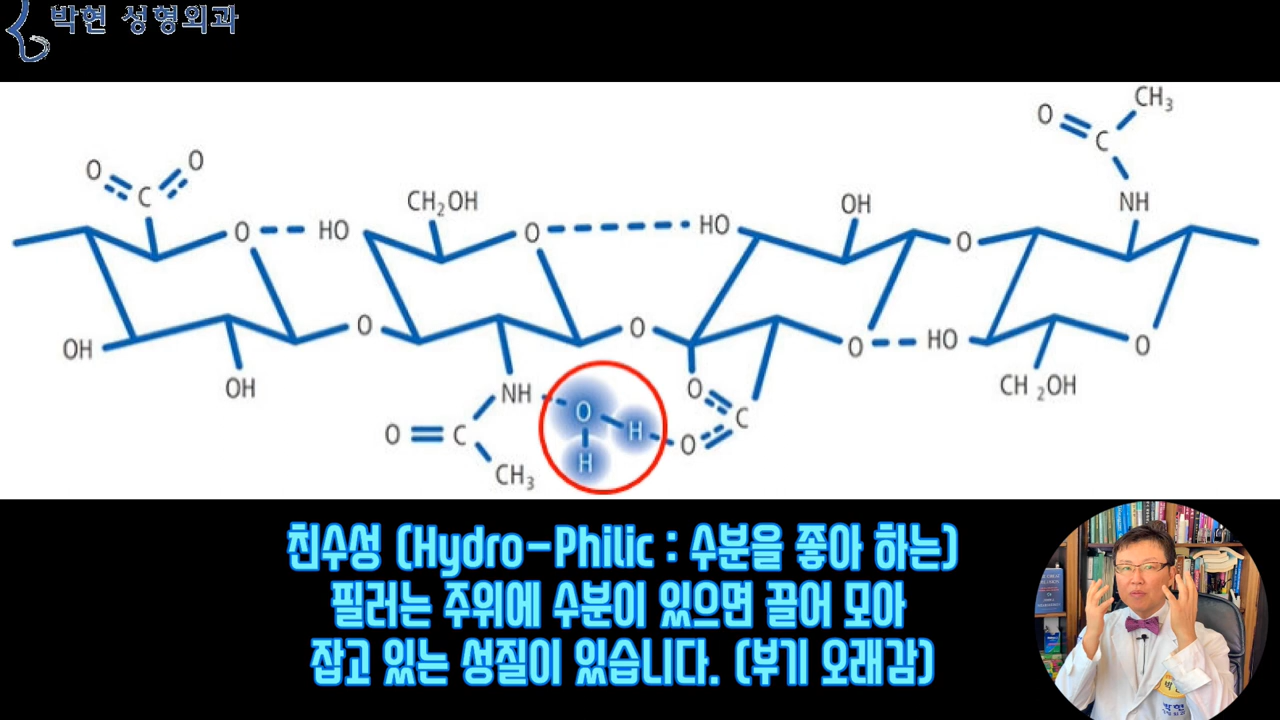 박현 성형외과
O
CH₃
C
O
O
C
NH
CH₂OH
OH
O
HO
O
HO
O
O
O
OH
O
HO
O
OH
NH
O
O
CH₂OH
O
C
H
C
O
H
CH₃
친수성 (Hydro-Philic : 수분을 좋아 하는)
필러는 주위에 수분이 있으면 끌어 모아
잡고 있는 성질이 있습니다. (부기 오래감)
박현